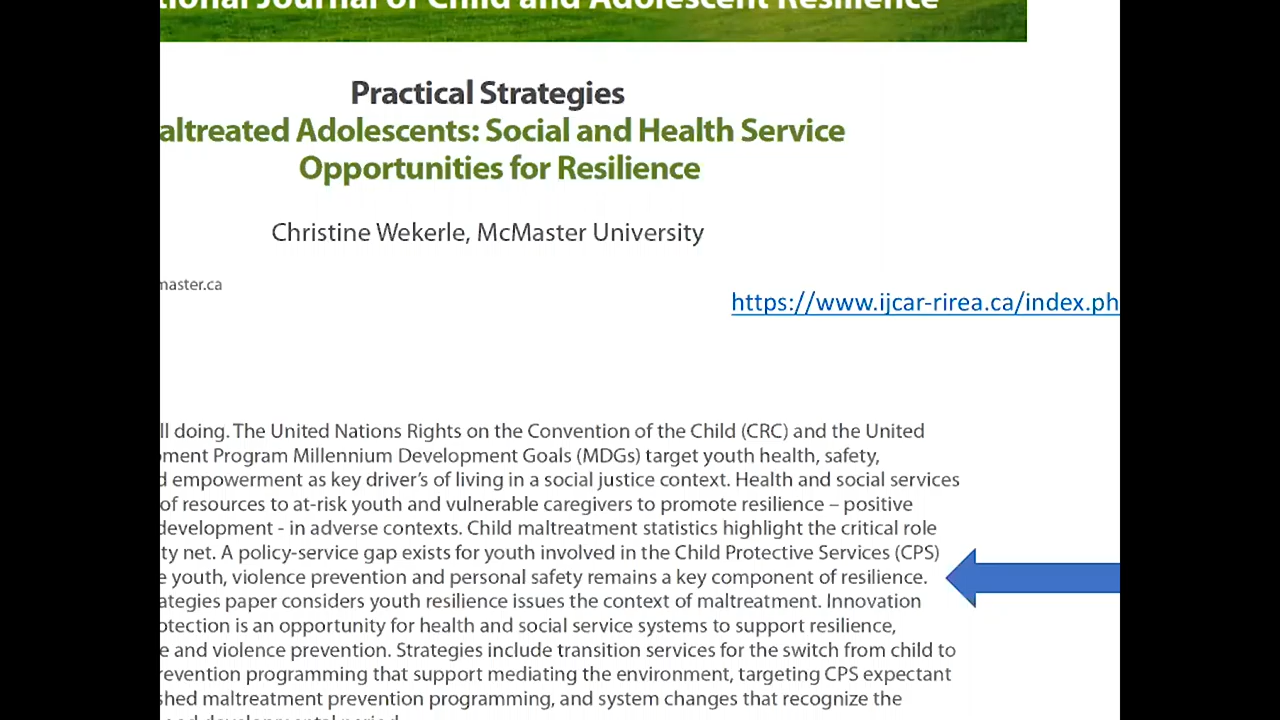 tional Journal of Child and Adolescent Resilience
Practical Strategies
altreated Adolescents: Social and Health Service
Opportunities for Resilience
Christine Wekerle, McMaster University
master.ca
https://www.ijcar-rirea.ca/index.ph
ll doing. The United Nations Rights on the Convention of the Child (CRC) and the United
ment Program Millennium Development Goals (MDGs) target youth health, safety,
d empowerment as key driver’s of living in a social justice context. Health and social services
of resources to at-risk youth and vulnerable caregivers to promote resilience – positive
development - in adverse contexts. Child maltreatment statistics highlight the critical role
ty net. A policy-service gap exists for youth involved in the Child Protective Services (CPS)
e youth, violence prevention and personal safety remains a key component of resilience.
ategies paper considers youth resilience issues the context of maltreatment. Innovation
otection is an opportunity for health and social service systems to support resilience,
e and violence prevention. Strategies include transition services for the switch from child to
revention programming that support mediating the environment, targeting CPS expectant
shed maltreatment prevention programming, and system changes that recognize the
developmental period.